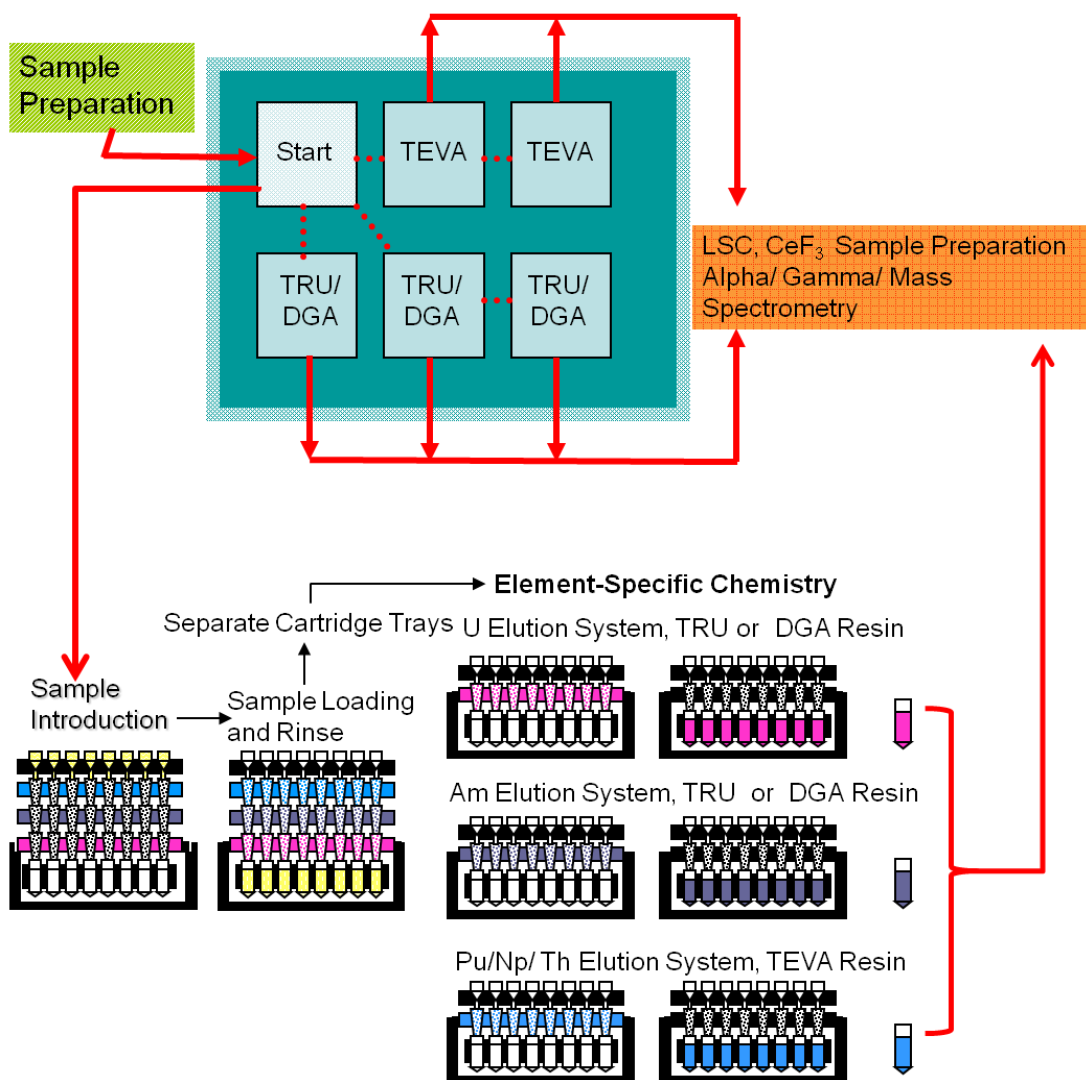 Sample
Preparation
Start
TEVA
TEVA
TRU/
DGA
TRU/
DGA
TRU/
DGA
LSC, CeF₃ Sample Preparation
Alpha/ Gamma/ Mass
Spectrometry
Element-Specific Chemistry
Separate Cartridge Trays
U Elution System, TRU or DGA Resin
Sample
Introduction
Sample Loading
and Rinse
Am Elution System, TRU or DGA Resin
Pu/Np/ Th Elution System, TEVA Resin